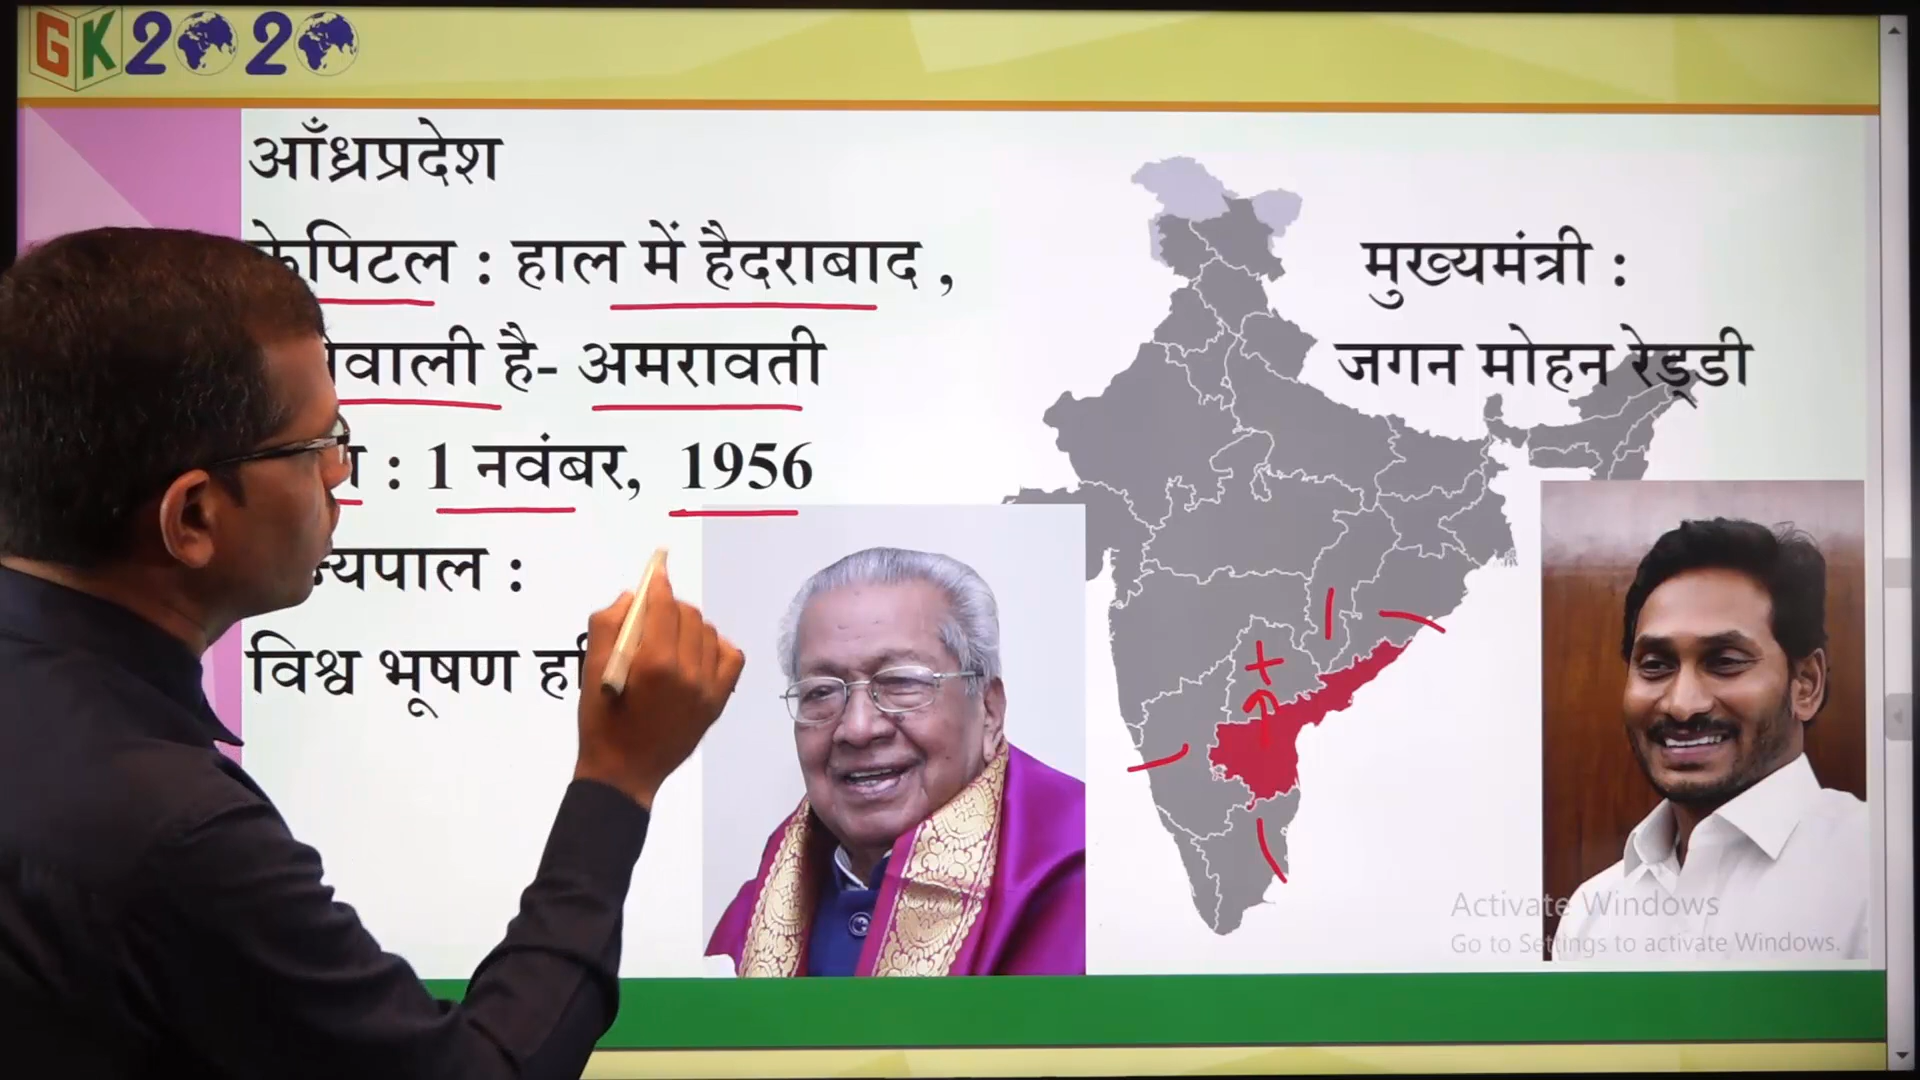 GK2020
आँध्रप्रदेश
केपिटल : हाल में हैदराबाद ,
है- अमरावती
: 1 नवंबर, 1956
:
विश्व भूषण
मुख्यमंत्री :
जगन मोहन रेड्डी
Activate Windows
Go to Settings to activate Windows.